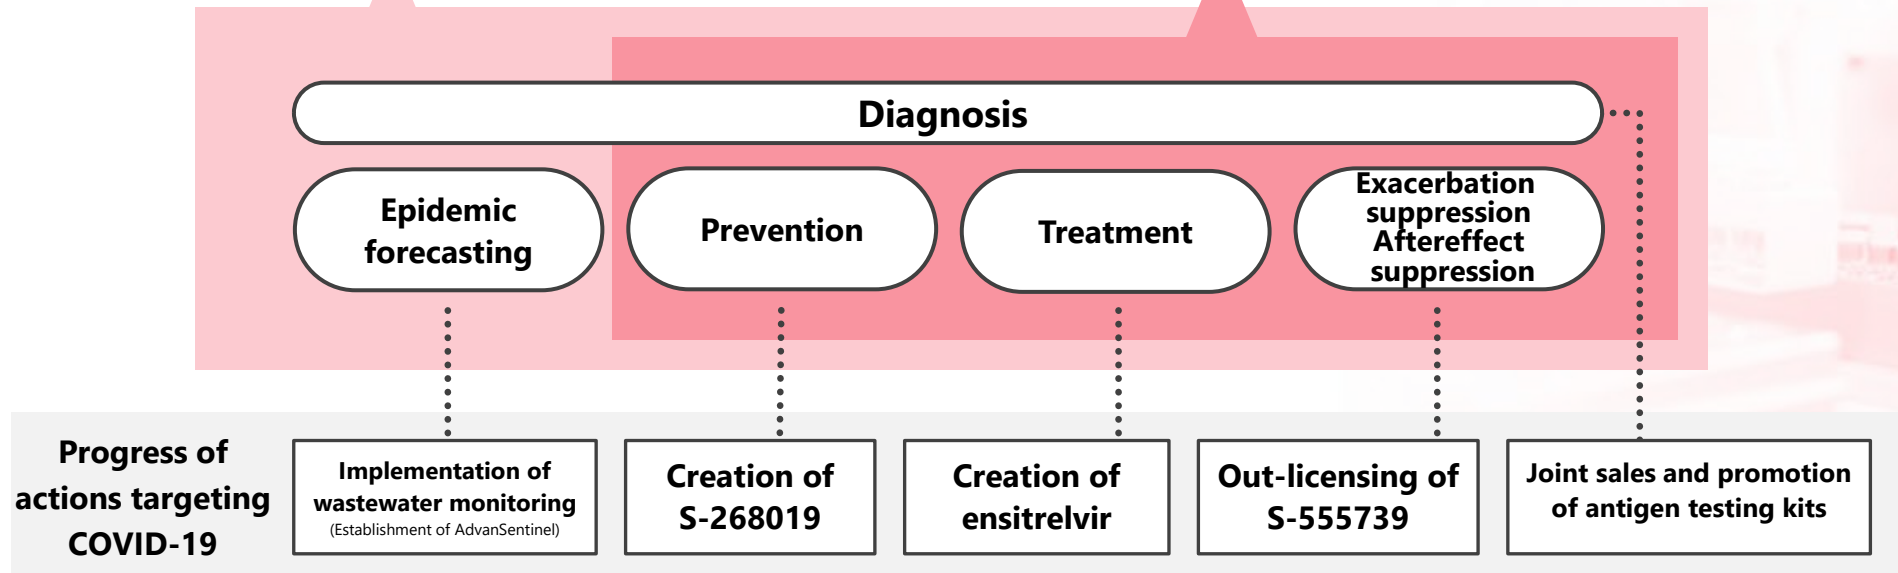 Diagnosis
Epidemic
forecasting
Prevention
Treatment
Exacerbation
suppression
Aftereffect
suppression
Progress of
actions targeting
COVID-19
Implementation of
wastewater monitoring
(Establishment of AdvanSentinel)
Creation of
S-268019
Creation of
ensitrelvir
Out-licensing of
S-555739
Joint sales and promotion
of antigen testing kits